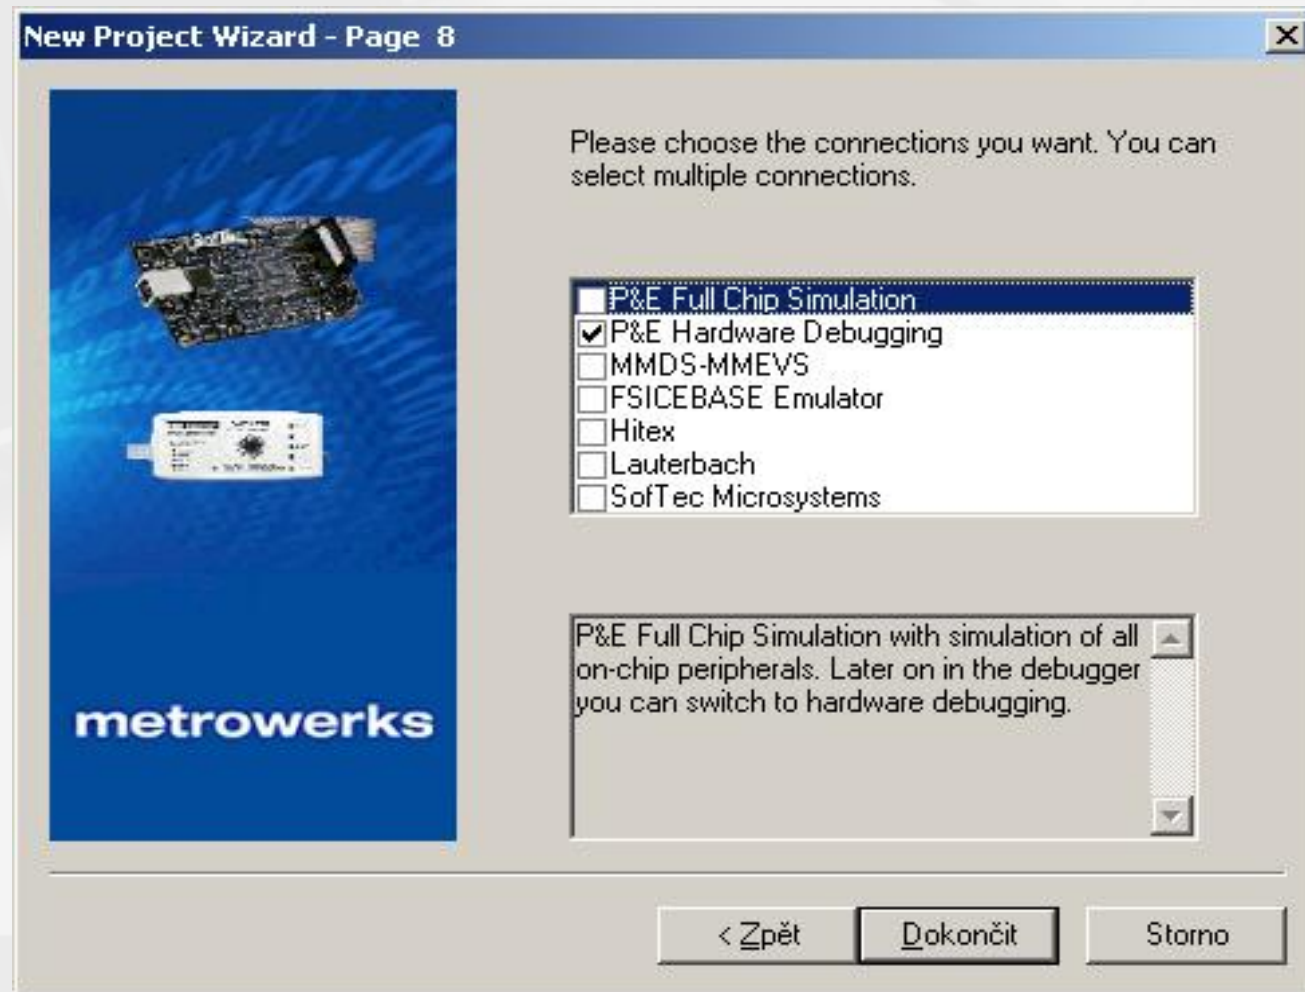 New Project Wizard - Page 8
Please choose the connections you want. You can
select multiple connections.
P&E Full Chip Simulation
P&E Hardware Debugging
MMDS-MMEVS
FSICEBASE Emulator
Hitex
Lauterbach
SofTec Microsystems
P&E Full Chip Simulation with simulation of all
on-chip peripherals. Later on in the debugger
you can switch to hardware debugging.
metrowerks
< Zpět
Dokončit
Storno